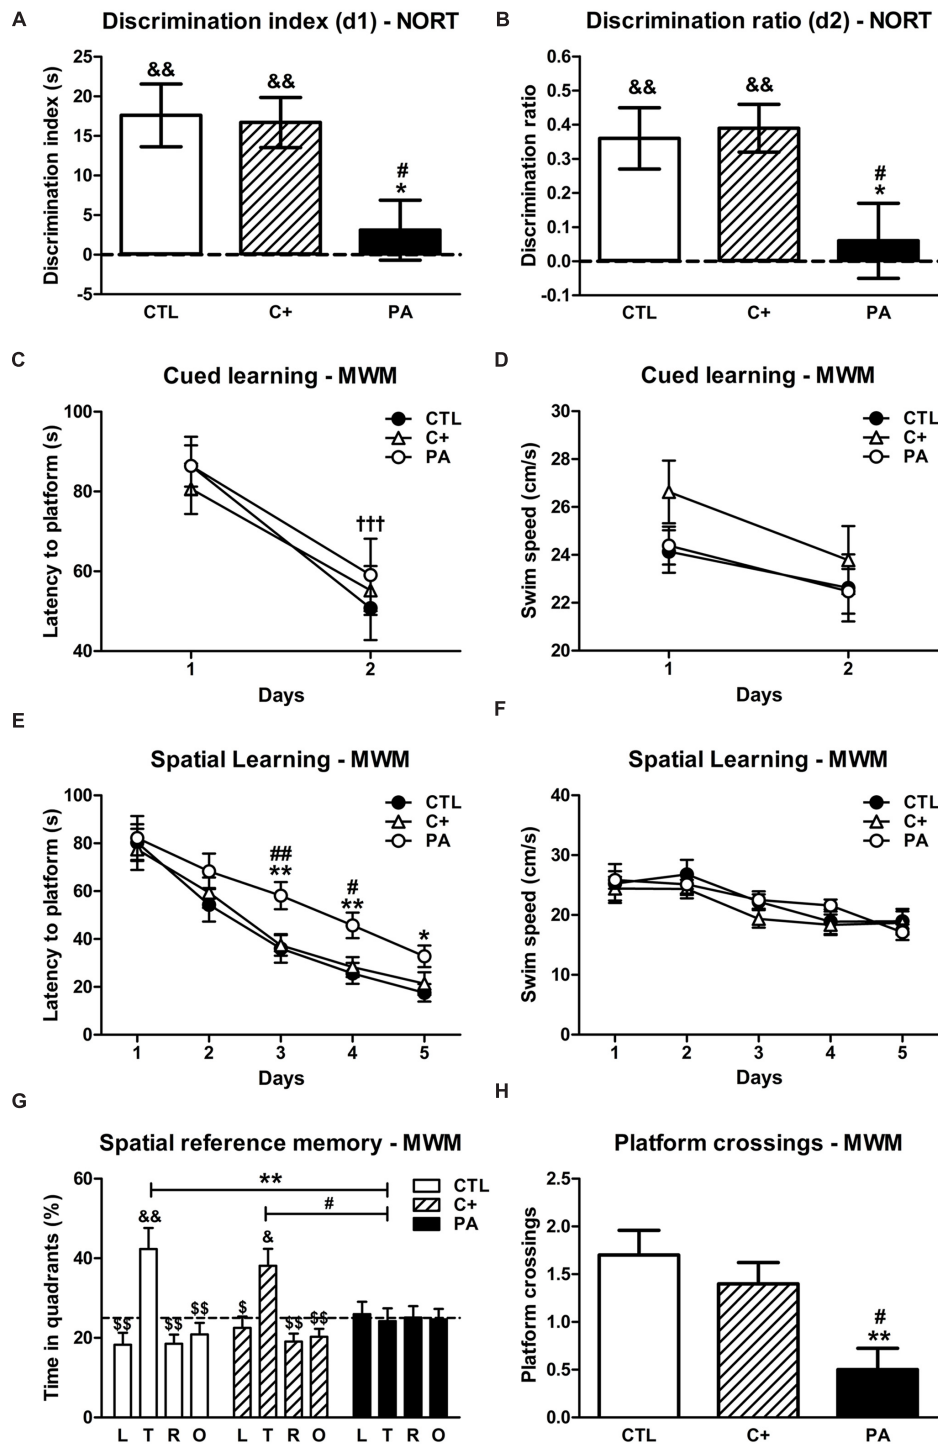 A
Discrimination index (d1) - NORT
Discrimination index (s)
25
20
15
10
5
0
-5
&&
&&
#
*
CTL
C+
PA
B
Discrimination ratio (d2) - NORT
Discrimination ratio
0.6
0.5
0.4
0.3
0.2
0.1
0.0
-0.1
&&
&&
#
*
CTL
C+
PA
C
Cued learning - MWM
Latency to platform (s)
100
80
60
40
CTL
C+
PA
†††
1
2
Days
D
Cued learning - MWM
Swim speed (cm/s)
30
28
26
24
22
20
CTL
C+
PA
1
2
Days
E
Spatial Learning - MWM
Latency to platform (s)
100
80
60
40
20
0
CTL
C+
PA
##
**
#
**
*
1
2
3
4
5
Days
F
Spatial Learning - MWM
Swim speed (cm/s)
40
30
20
10
0
CTL
C+
PA
1
2
3
4
5
Days
G
Spatial reference memory - MWM
Time in quadrants (%)
60
40
20
0
**
#
CTL
C+
PA
$$
&&
$$
$$
$
&
$$
$$
L T R O L T R O L T R O
H
Platform crossings - MWM
Platform crossings
2.5
2.0
1.5
1.0
0.5
0.0
#
**
CTL
C+
PA